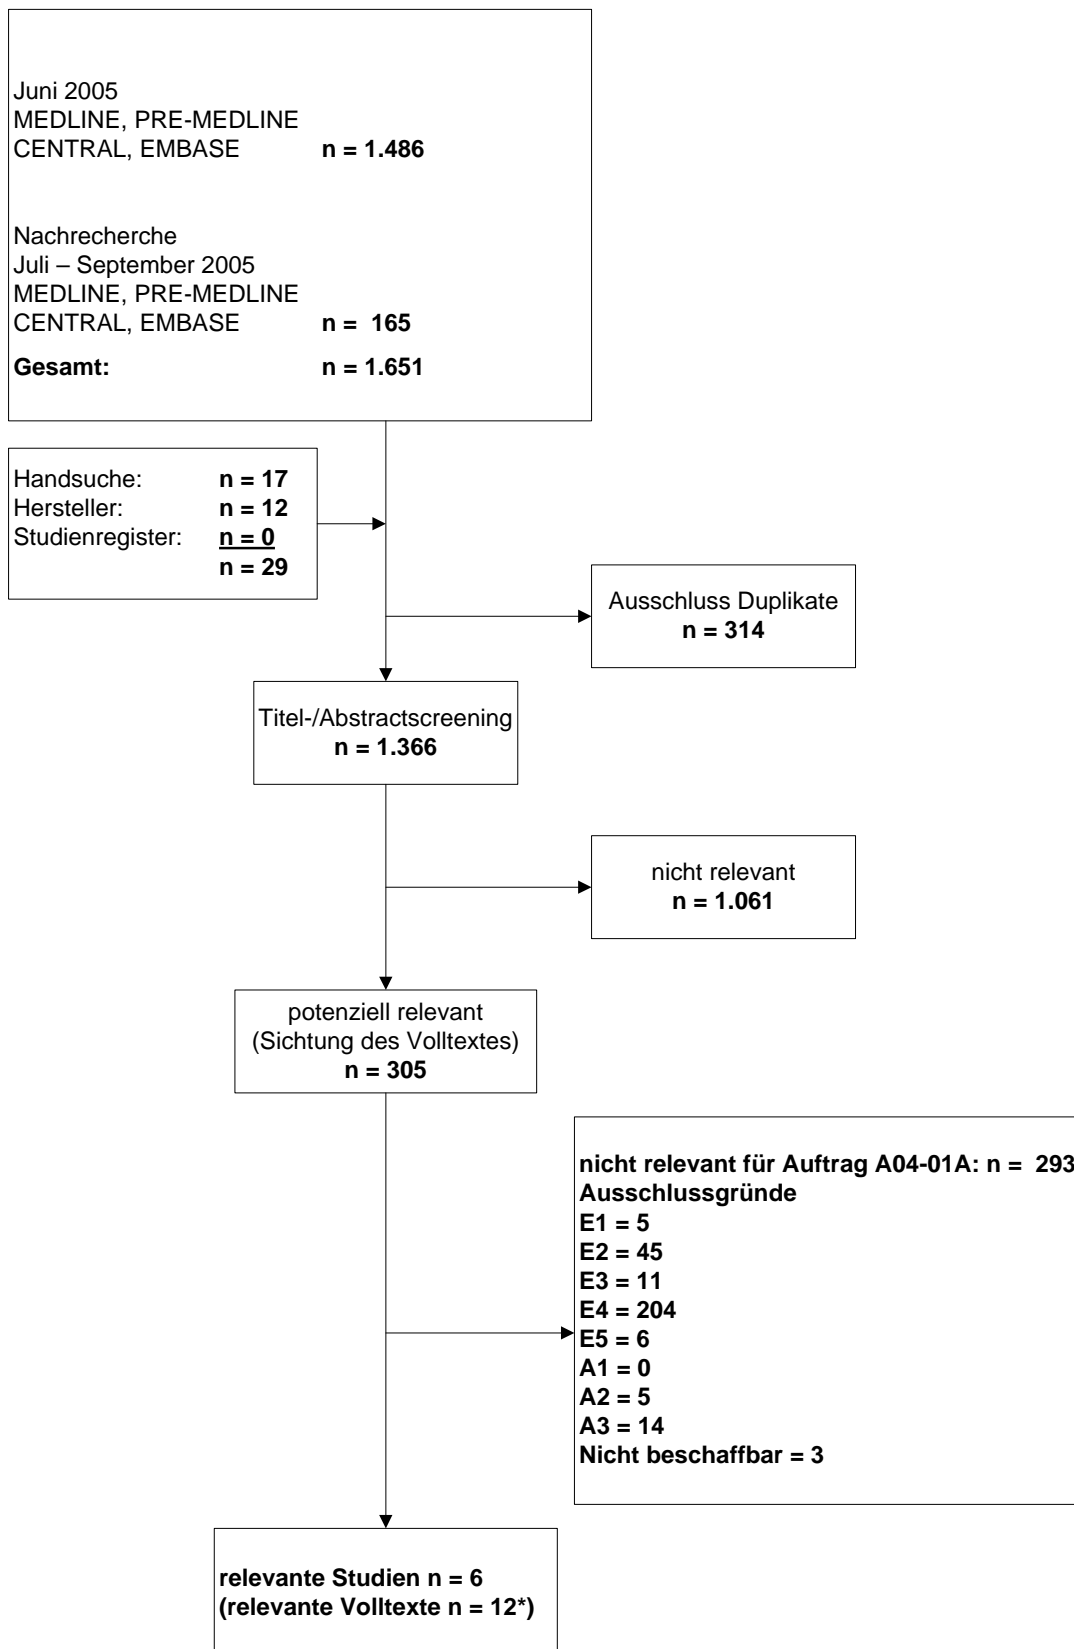 Juni 2005
MEDLINE, PRE-MEDLINE
CENTRAL, EMBASE n = 1.486
Nachrecherche
Juli – September 2005
MEDLINE, PRE-MEDLINE
CENTRAL, EMBASE n = 165
Gesamt: n = 1.651
Handsuche: n = 17
Hersteller: n = 12
Studienregister: n = 0
n = 29
Ausschluss Duplikate
n = 314
Titel-/Abstractscreening
n = 1.366
nicht relevant
n = 1.061
potenziell relevant
(Sichtung des Volltextes)
n = 305
nicht relevant für Auftrag A04-01A: n = 293
Ausschlussgründe
E1 = 5
E2 = 45
E3 = 11
E4 = 204
E5 = 6
A1 = 0
A2 = 5
A3 = 14
Nicht beschaffbar = 3
relevante Studien n = 6
(relevante Volltexte n = 12*)